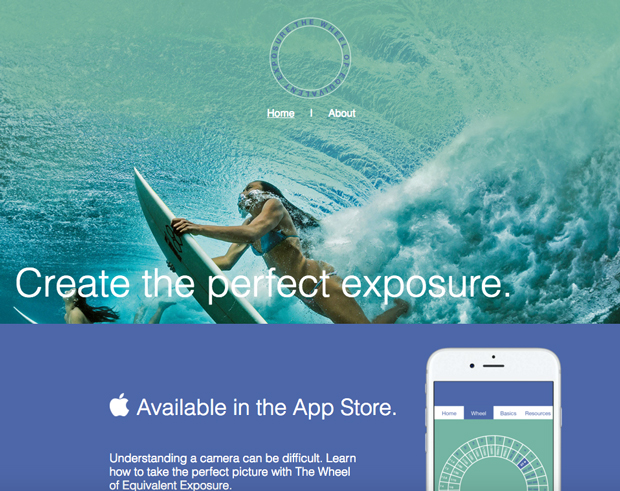 THE WHEEL OF EQUIVALENT EXPOSURE
Home | About
Create the perfect exposure.
Available in the App Store.
Home Wheel Basics Resources
Understanding a camera can be difficult. Learn
how to take the perfect picture with The Wheel
of Equivalent Exposure.